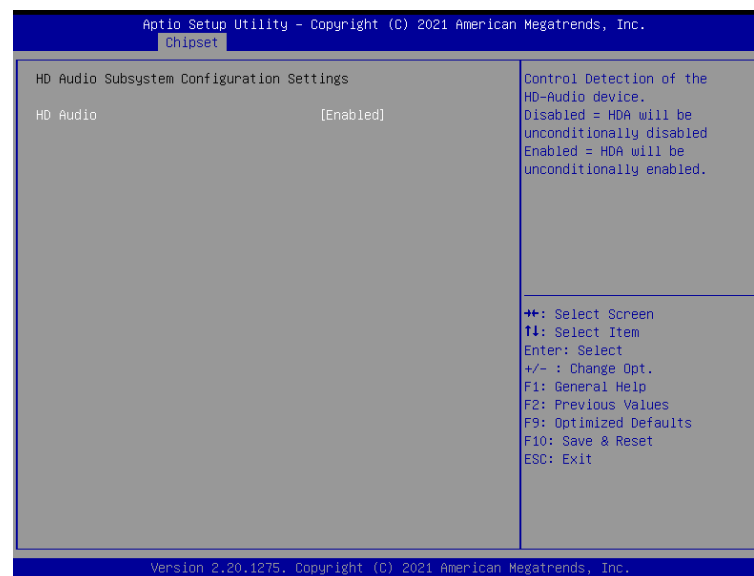 Aptio Setup Utility – Copyright (C) 2021 American Megatrends, Inc.
Chipset
HD Audio Subsystem Configuration Settings
HD Audio [Enabled]
Control Detection of the
HD-Audio device.
Disabled = HDA will be
unconditionally disabled
Enabled = HDA will be
unconditionally enabled.
→←: Select Screen
↑↓: Select Item
Enter: Select
+/- : Change Opt.
F1: General Help
F2: Previous Values
F9: Optimized Defaults
F10: Save & Reset
ESC: Exit
Version 2.20.1275. Copyright (C) 2021 American Megatrends, Inc.